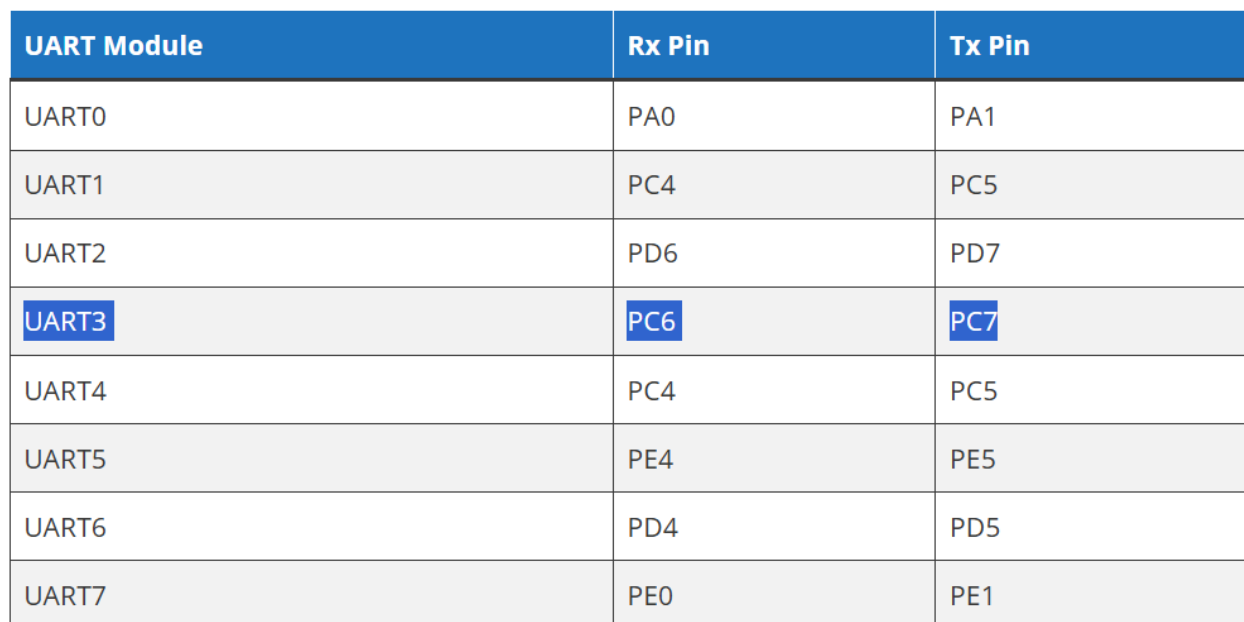 UART Module Rx Pin Tx Pin
UART0 PA0 PA1
UART1 PC4 PC5
UART2 PD6 PD7
UART3 PC6 PC7
UART4 PC4 PC5
UART5 PE4 PE5
UART6 PD4 PD5
UART7 PE0 PE1